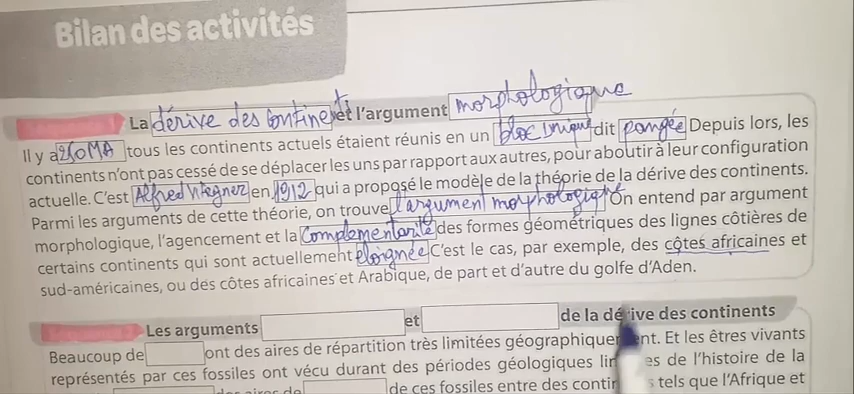 Bilan des activités
La dérive des continent et l'argument morphologique
Il y a 250 MA tous les continents actuels étaient réunis en un bloc unique dit pangée Depuis lors, les
continents n'ont pas cessé de se déplacer les uns par rapport aux autres, pour aboutir à leur configuration
actuelle. C'est Alfred Wegner en 1912 qui a proposé le modèle de la théorie de la dérive des continents.
Parmi les arguments de cette théorie, on trouve l'argument morphologique On entend par argument
morphologique, l'agencement et la Complementarité des formes géométriques des lignes côtières de
certains continents qui sont actuellement eloignée C'est le cas, par exemple, des côtes africaines et
sud-américaines, ou des côtes africaines et Arabique, de part et d'autre du golfe d'Aden.
Les arguments et de la dérive des continents
Beaucoup de ont des aires de répartition très limitées Et les êtres vivants
représentés par ces fossiles ont vécu durant des périodes géologiques de l'histoire de la
de ces fossiles entre des tels que l'Afrique et